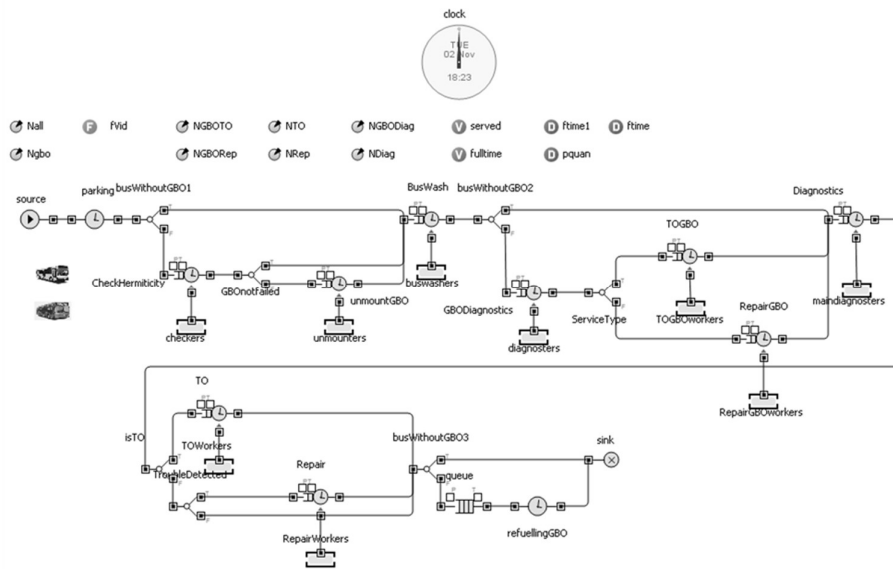 clock
TUE
02 Nov
18:23
Nall
fVid
NGBOTO
NTO
NGBODiag
served
ftime1
ftime
Ngbo
NGBORep
NRep
NDiag
fulltime
pquan
source
parking
busWithoutGBO1
BusWash
busWithoutGBO2
Diagnostics
TOGBO
CheckHermiticity
GBOnotfailed
unmountGBO
buswashers
GBODiagnostics
ServiceType
TOGBOworkers
RepairGBO
maindiagnosters
checkers
unmounters
diagnosters
RepairGBOworkers
TO
isTO
TOWorkers
busWithoutGBO3
sink
TroubleDetected
Repair
queue
refuellingGBO
RepairWorkers